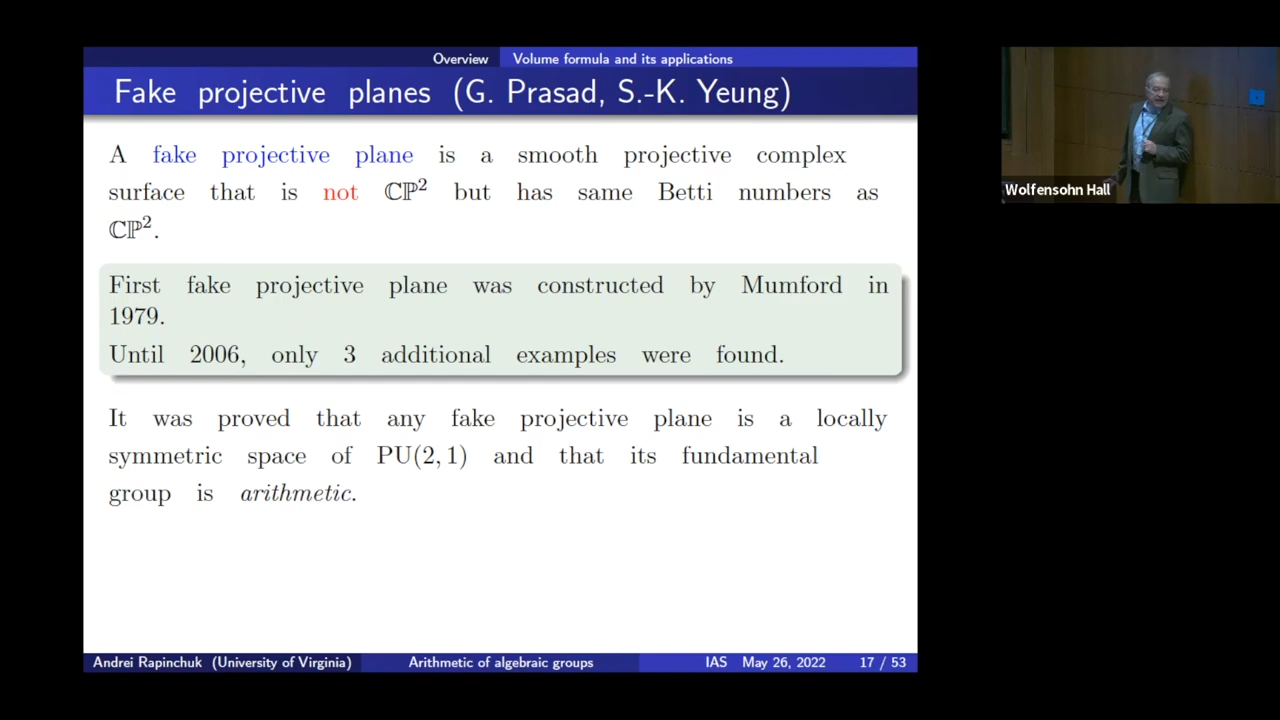 Overview Volume formula and its applications
Fake projective planes (G. Prasad, S.-K. Yeung)
A fake projective plane is a smooth projective complex
surface that is not ℂℙ² but has same Betti numbers as
ℂℙ².
First fake projective plane was constructed by Mumford in
1979.
Until 2006, only 3 additional examples were found.
It was proved that any fake projective plane is a locally
symmetric space of PU(2, 1) and that its fundamental
group is arithmetic.
Andrei Rapinchuk (University of Virginia) Arithmetic of algebraic groups IAS May 26, 2022 17 / 53
Wolfensohn Hall